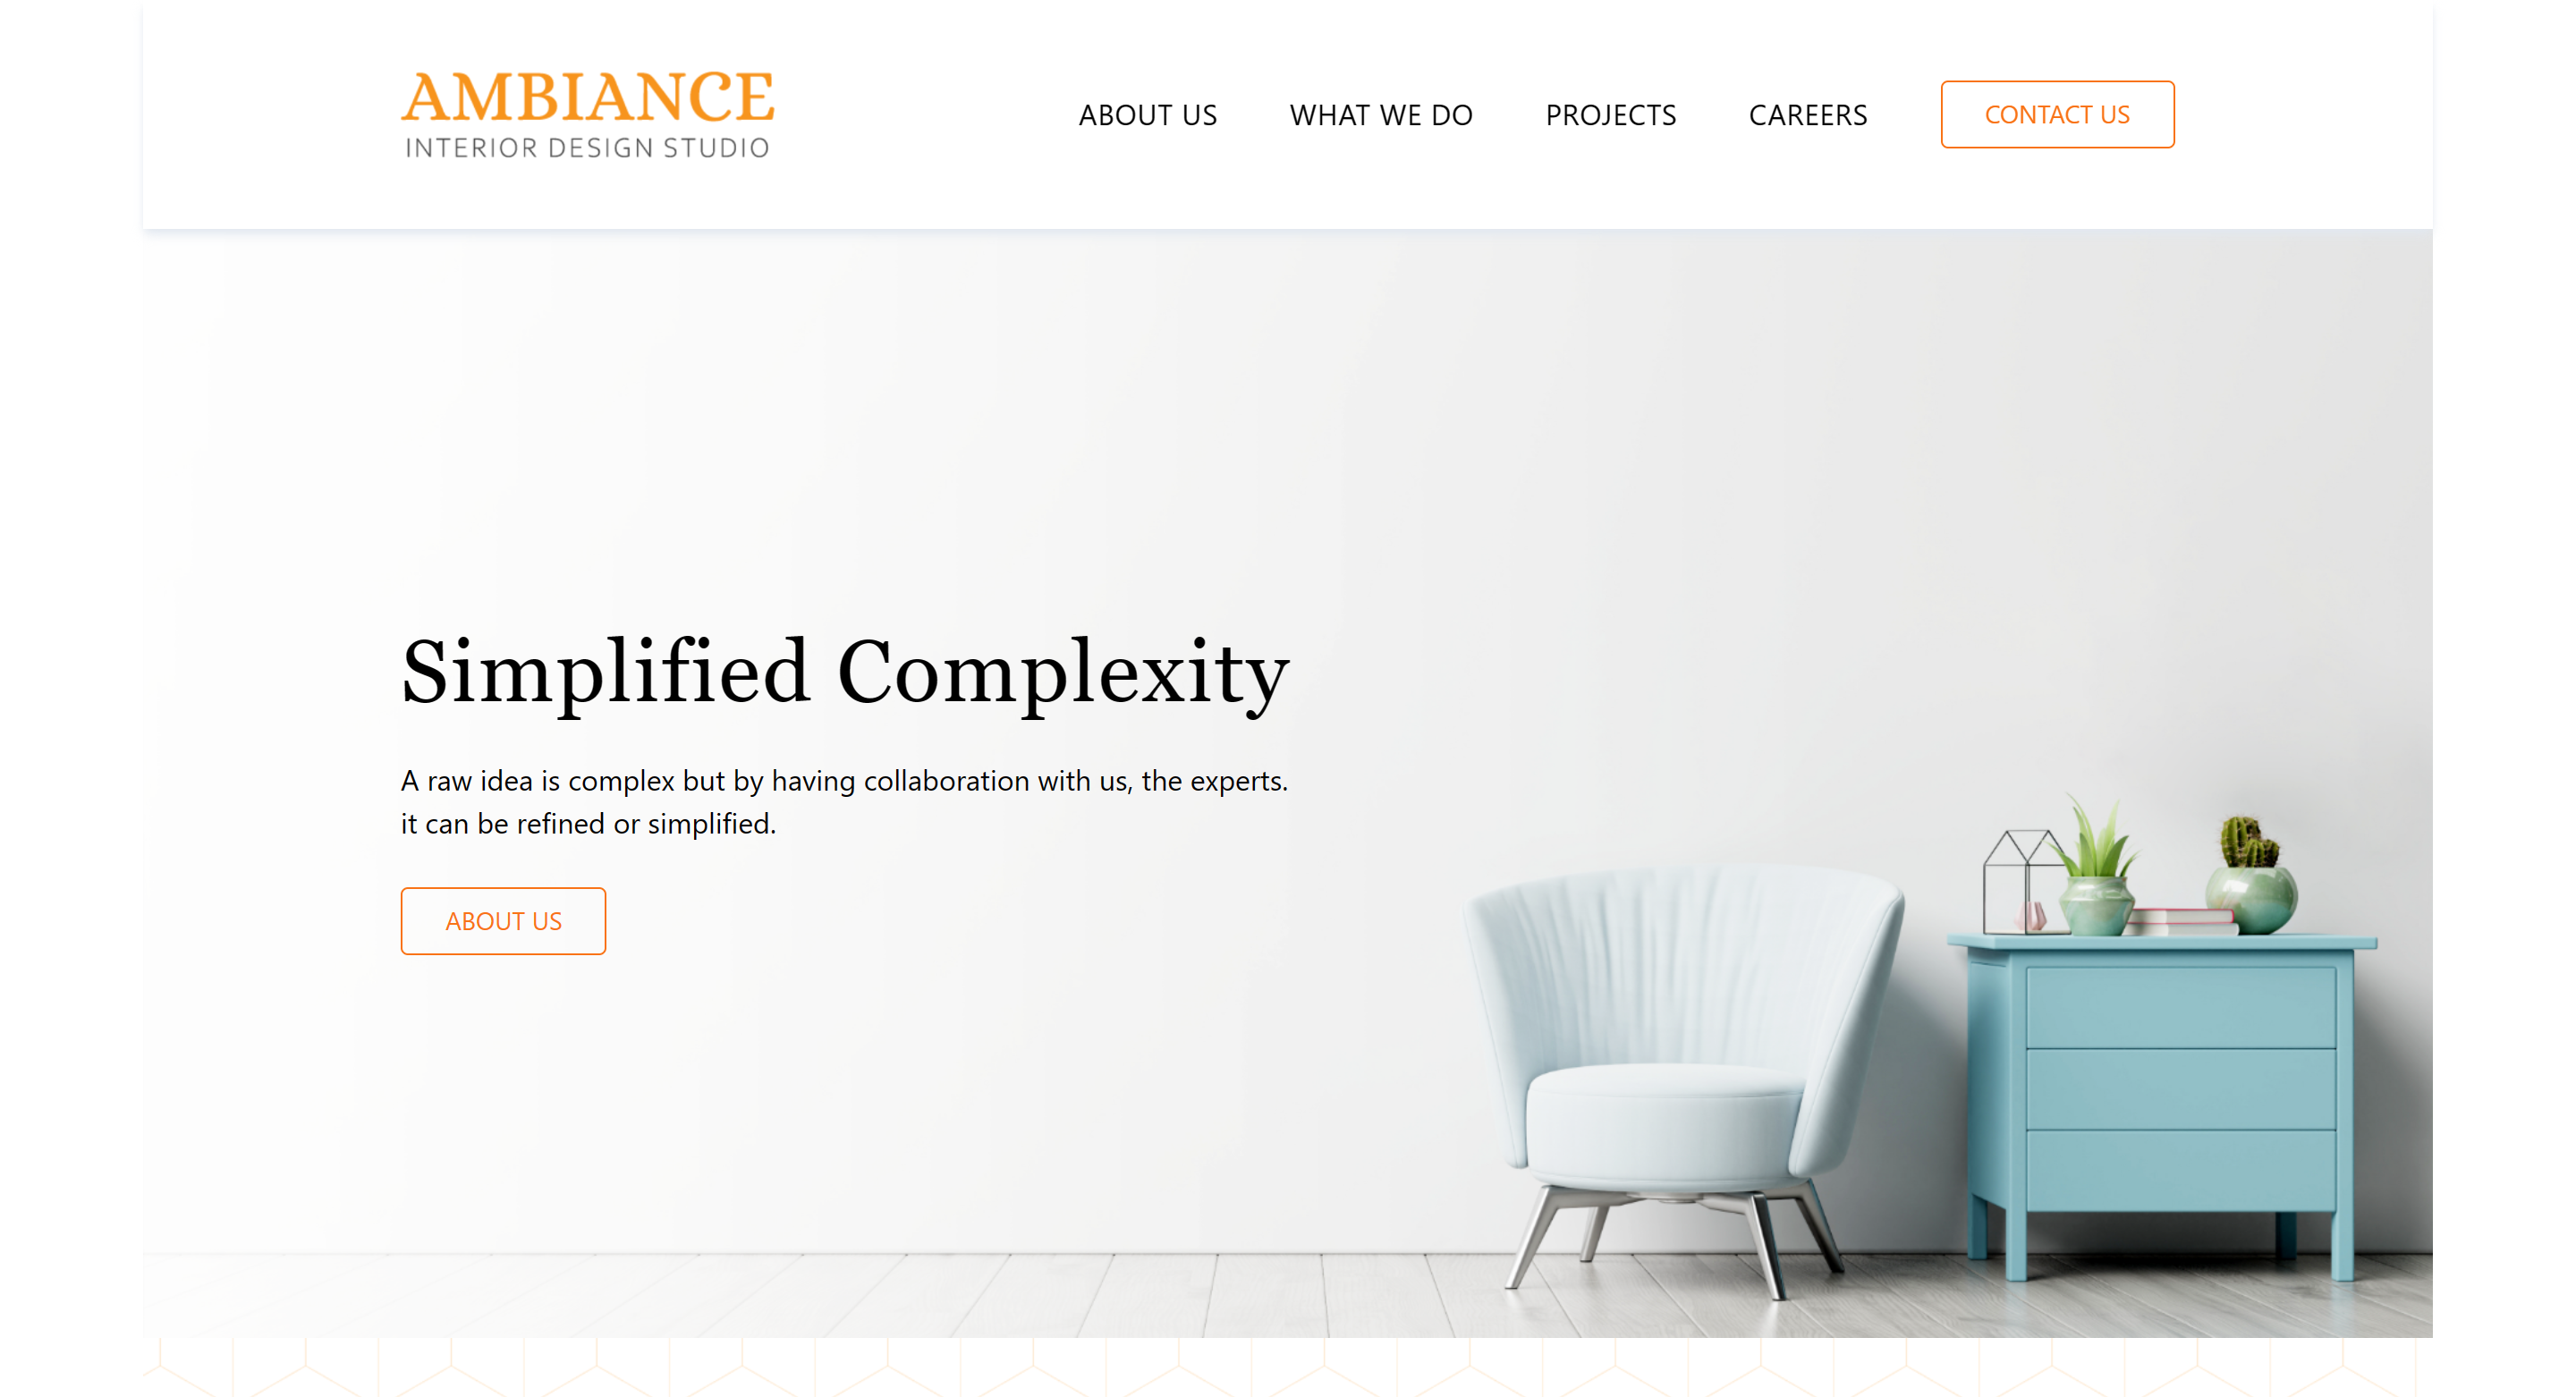 AMBIANCE
INTERIOR DESIGN STUDIO
ABOUT US
WHAT WE DO
PROJECTS
CAREERS
CONTACT US
Simplified Complexity
A raw idea is complex but by having collaboration with us, the experts.
it can be refined or simplified.
ABOUT US